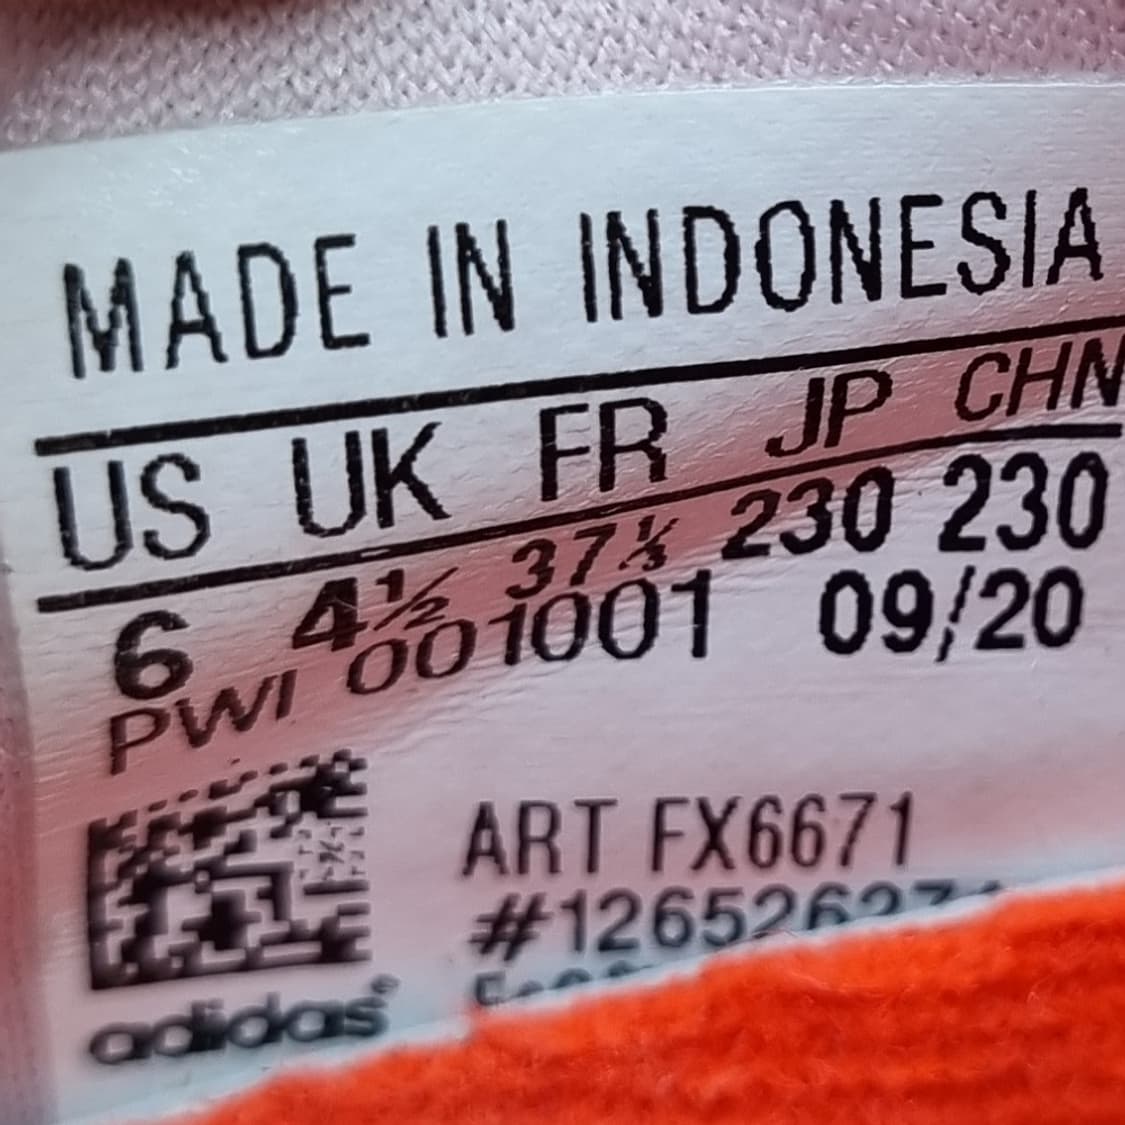 MADE IN INDONESIA
US UK FR JP CHN
6 4½ 37⅓ 230 230
PWI 001001 09/20
ART FX6671
adidas®